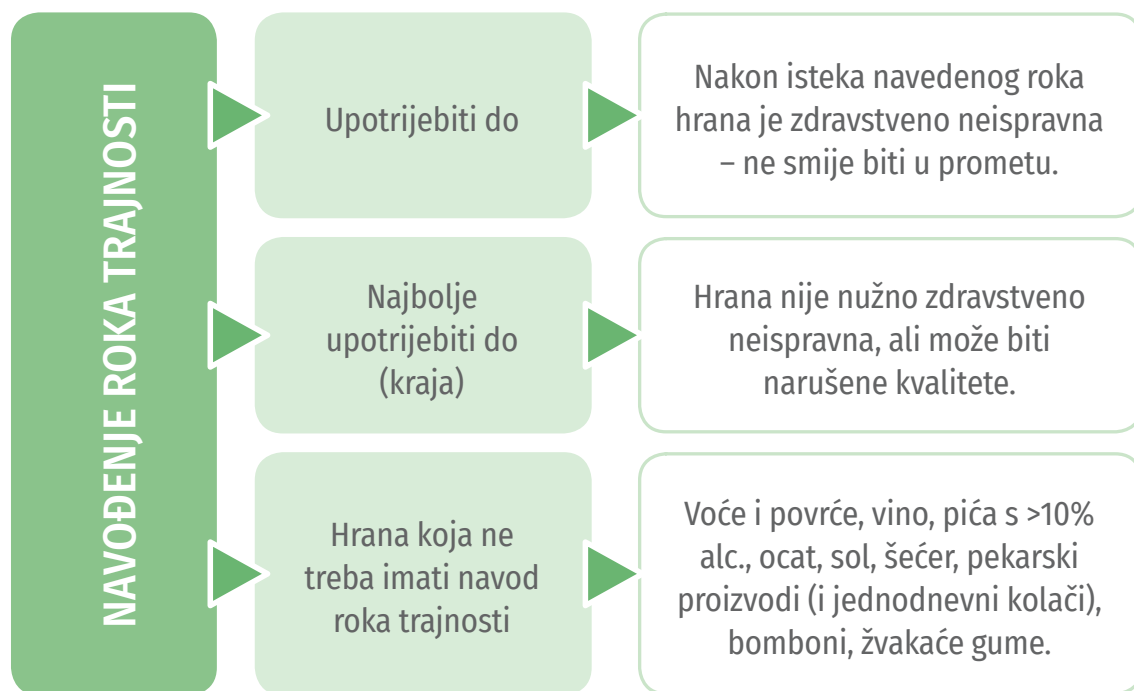 NAVOĐENJE ROKA TRAJNOSTI
Upotrijebiti do
Nakon isteka navedenog roka
hrana je zdravstveno neispravna
– ne smije biti u prometu.
Najbolje
upotrijebiti do
(kraja)
Hrana nije nužno zdravstveno
neispravna, ali može biti
narušene kvalitete.
Hrana koja ne
treba imati navod
roka trajnosti
Voće i povrće, vino, pića s >10%
alc., ocat, sol, šećer, pekarski
proizvodi (i jednodnevni kolači),
bomboni, žvakaće gume.